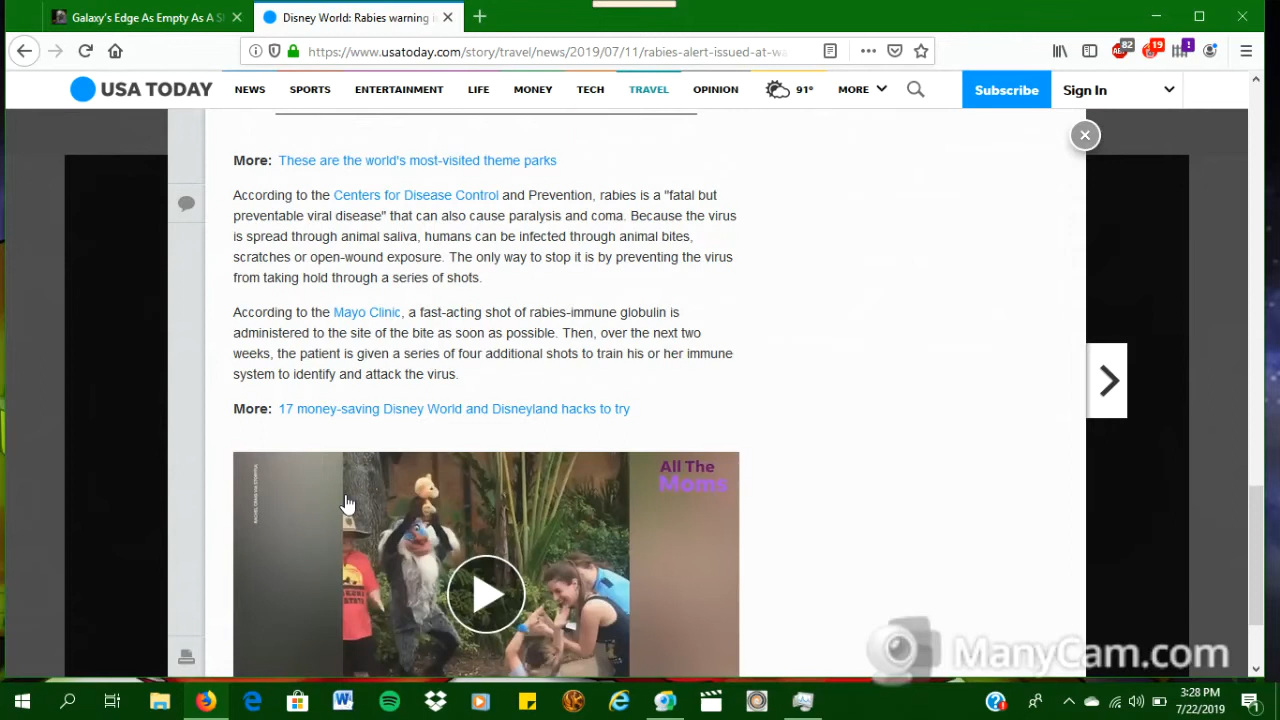 Galaxy's Edge As Empty As A S
Disney World: Rabies warning i
https://www.usatoday.com/story/travel/news/2019/07/11/rabies-alert-issued-at-wa
82
19
USA TODAY
NEWS
SPORTS
ENTERTAINMENT
LIFE
MONEY
TECH
TRAVEL
OPINION
91°
MORE
Subscribe
Sign In
More: These are the world's most-visited theme parks
According to the Centers for Disease Control and Prevention, rabies is a "fatal but
preventable viral disease" that can also cause paralysis and coma. Because the virus
is spread through animal saliva, humans can be infected through animal bites,
scratches or open-wound exposure. The only way to stop it is by preventing the virus
from taking hold through a series of shots.
According to the Mayo Clinic, a fast-acting shot of rabies-immune globulin is
administered to the site of the bite as soon as possible. Then, over the next two
weeks, the patient is given a series of four additional shots to train his or her immune
system to identify and attack the virus.
More: 17 money-saving Disney World and Disneyland hacks to try
All The
Moms
ManyCam.com
3:28 PM
7/22/2019